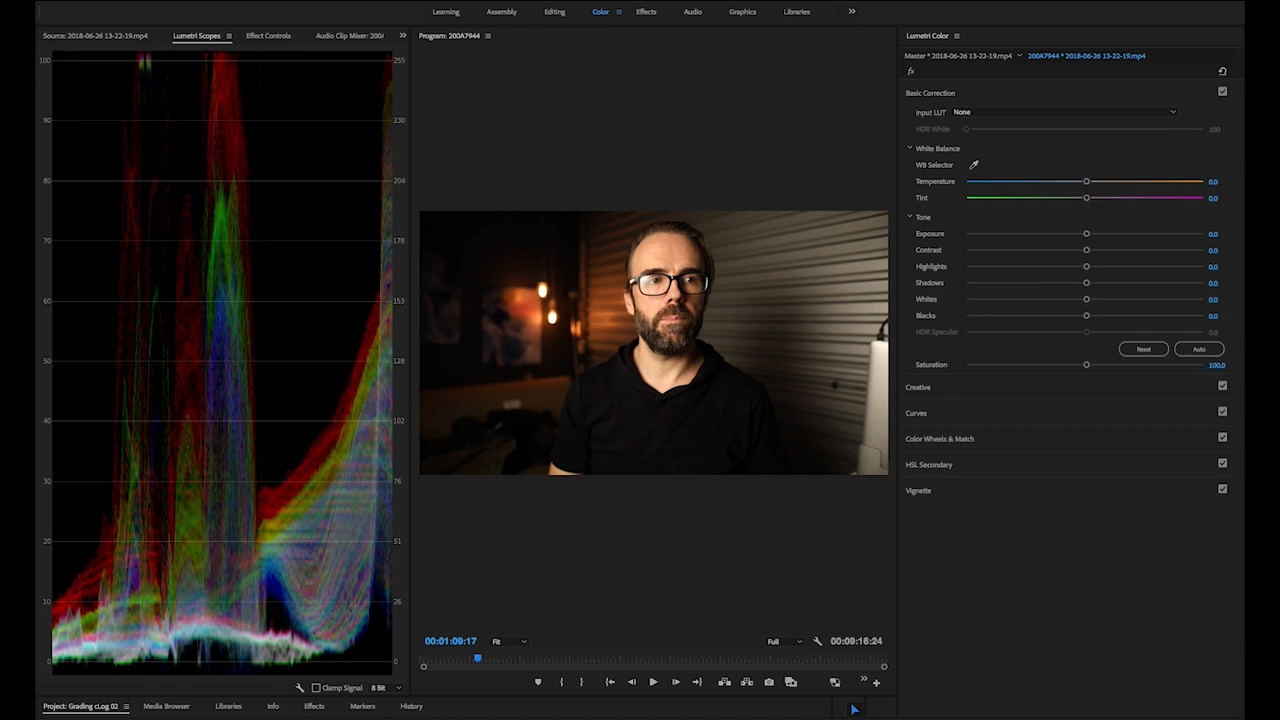 Learning Assembly Editing Color Effects Audio Graphics Libraries
Source: 2018-06-26 13-22-19.mp4 Lumetri Scopes Effect Controls Audio Clip Mixer: 200A
Program: 200A7944
Lumetri Color
Master * 2018-06-26 13-22-19.mp4 200A7944 * 2018-06-26 13-22-19.mp4
fx
Basic Correction
Input LUT None
HDR White 100
White Balance
WB Selector
Temperature 0.0
Tint 0.0
Tone
Exposure 0.0
Contrast 0.0
Highlights 0.0
Shadows 0.0
Whites 0.0
Blacks 0.0
HDR Specular 0.0
Reset Auto
Saturation 100.0
Creative
Curves
Color Wheels & Match
HSL Secondary
Vignette
100 255
90 230
80 204
70 178
60 153
50 128
40 102
30 76
20 51
10 26
0 0
Clamp Signal 8 Bit
00:01:09:17 Fit Full 00:09:16:24
Project: Grading cLog 02 Media Browser Libraries Info Effects Markers History